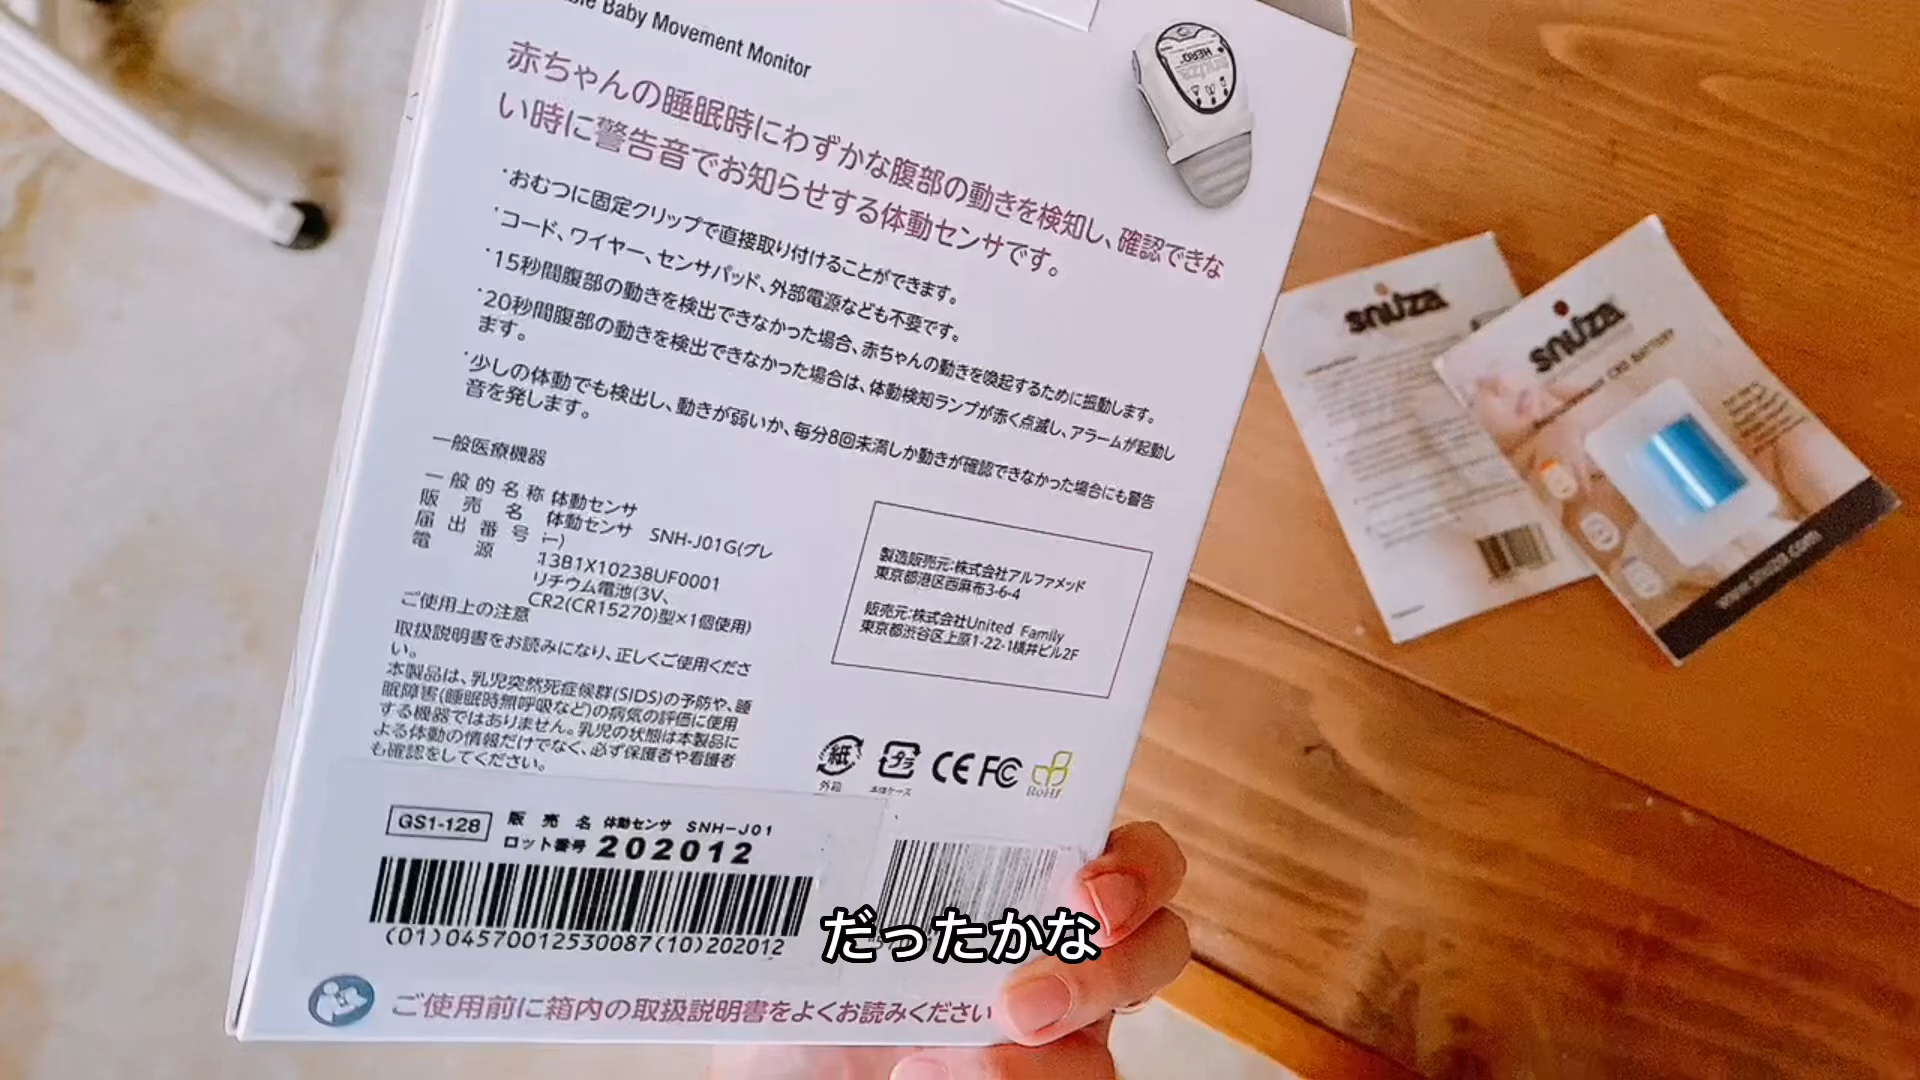 Baby Movement Monitor
赤ちゃんの睡眠時にわずかな腹部の動きを検知し、確認できな
い時に警告音でお知らせする体動センサです。
・おむつに固定クリップで直接取り付けることができます。
・コード、ワイヤー、センサパッド、外部電源なども不要です。
・15秒間腹部の動きを検出できなかった場合、赤ちゃんの動きを喚起するために振動します。
・20秒間腹部の動きを検出できなかった場合は、体動検知ランプが赤く点滅し、アラームが起動し
ます。
・少しの体動でも検出し、動きが弱いか、毎分8回未満しか動きが確認できなかった場合にも警告
音を発します。
一般医療機器
一般的名称 体動センサ
販売名 体動センサ SNH-J01G(グレ
ー)
届出番号 13B1X10238UF0001
電源 リチウム電池(3V、
CR2(CR15270)型×1個使用)
ご使用上の注意
取扱説明書をお読みになり、正しくご使用くださ
い。
本製品は、乳児突然死症候群(SIDS)の予防や、睡
眠障害(睡眠時無呼吸など)の病気の評価に使用
する機器ではありません。乳児の状態は本製品に
よる体動の情報だけでなく、必ず保護者や看護者
も確認をしてください。
製造販売元:株式会社アルファメッド
東京都港区西麻布3-6-4
販売元:株式会社United Family
東京都渋谷区上原1-22-1横井ビル2F
紙
外箱
プラ
本体ケース
CE FC RoHS
GS1-128
販売名 体動センサ SNH-J01
ロット番号 202012
(01)04570012530087(10)202012
ご使用前に箱内の取扱説明書をよくお読みください
snuza
HERO
snuza
snuza
www.snuza.com
だったかな